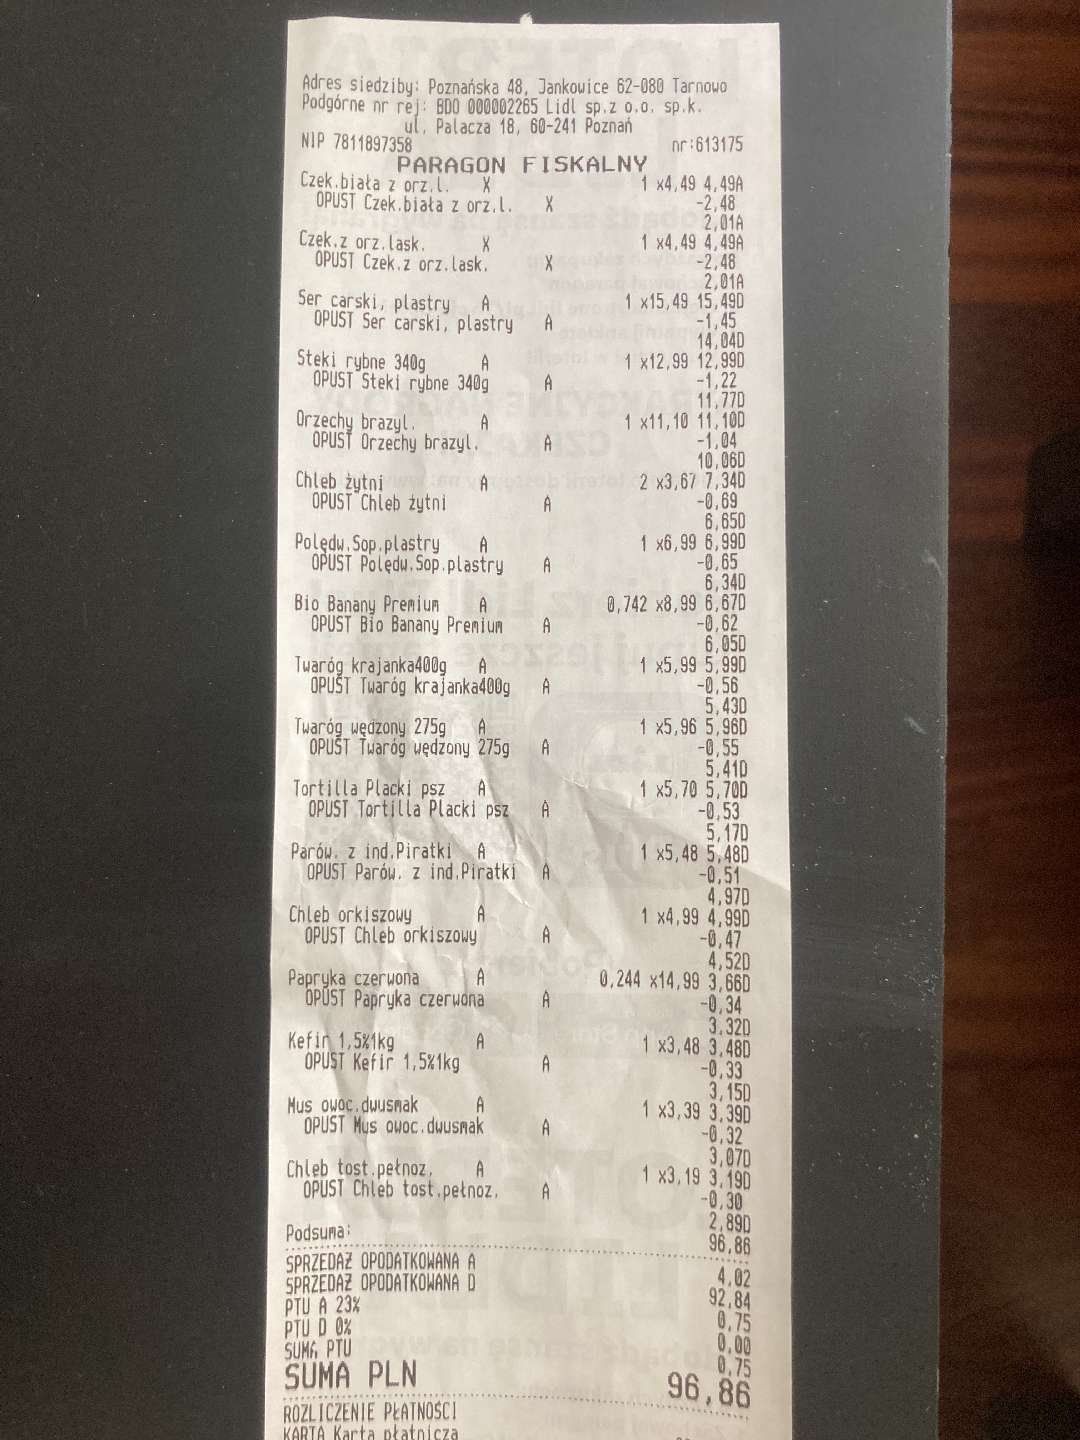 Adres siedziby: Poznańska 48, Jankowice 62-080 Tarnowo
Podgórne nr rej: BDO 000002265 Lidl sp.z o.o. sp.k.
ul. Palacza 18, 60-241 Poznań
NIP 7811897358 nr:613175
PARAGON FISKALNY
Czek.biała z orz.l. X 1 x4,49 4,49A
OPUST Czek.biała z orz.l. X -2,48
2,01A
Czek.z orz.lask. X 1 x4,49 4,49A
OPUST Czek.z orz.lask. X -2,48
2,01A
Ser carski, plastry A 1 x15,49 15,49D
OPUST Ser carski, plastry A -1,45
14,04D
Steki rybne 340g A 1 x12,99 12,99D
OPUST Steki rybne 340g A -1,22
11,77D
Orzechy brazyl. A 1 x11,10 11,10D
OPUST Orzechy brazyl. A -1,04
10,06D
Chleb żytni A 2 x3,67 7,34D
OPUST Chleb żytni A -0,69
6,65D
Polędw.Sop.plastry A 1 x6,99 6,99D
OPUST Polędw.Sop.plastry A -0,65
6,34D
Bio Banany Premium A 0,742 x8,99 6,67D
OPUST Bio Banany Premium A -0,62
6,05D
Twaróg krajanka400g A 1 x5,99 5,99D
OPUST Twaróg krajanka400g A -0,56
5,43D
Twaróg wędzony 275g A 1 x5,96 5,96D
OPUST Twaróg wędzony 275g A -0,55
5,41D
Tortilla Placki psz A 1 x5,70 5,70D
OPUST Tortilla Placki psz A -0,53
5,17D
Parów. z ind.Piratki A 1 x5,48 5,48D
OPUST Parów. z ind.Piratki A -0,51
4,97D
Chleb orkiszowy A 1 x4,99 4,99D
OPUST Chleb orkiszowy A -0,47
4,52D
Papryka czerwona A 0,244 x14,99 3,66D
OPUST Papryka czerwona A -0,34
3,32D
Kefir 1,5%1kg A 1 x3,48 3,48D
OPUST Kefir 1,5%1kg A -0,33
3,15D
Mus owoc.dwusmak A 1 x3,39 3,39D
OPUST Mus owoc.dwusmak A -0,32
3,07D
Chleb tost.pełnoz. A 1 x3,19 3,19D
OPUST Chleb tost.pełnoz. A -0,30
2,89D
Podsuma: 96,86
SPRZEDAŻ OPODATKOWANA A 4,02
SPRZEDAŻ OPODATKOWANA D 92,84
PTU A 23% 0,75
PTU D 0% 0,00
SUMA PTU 0,75
SUMA PLN 96,86
ROZLICZENIE PŁATNOŚCI
KARTA Karta płatnicza